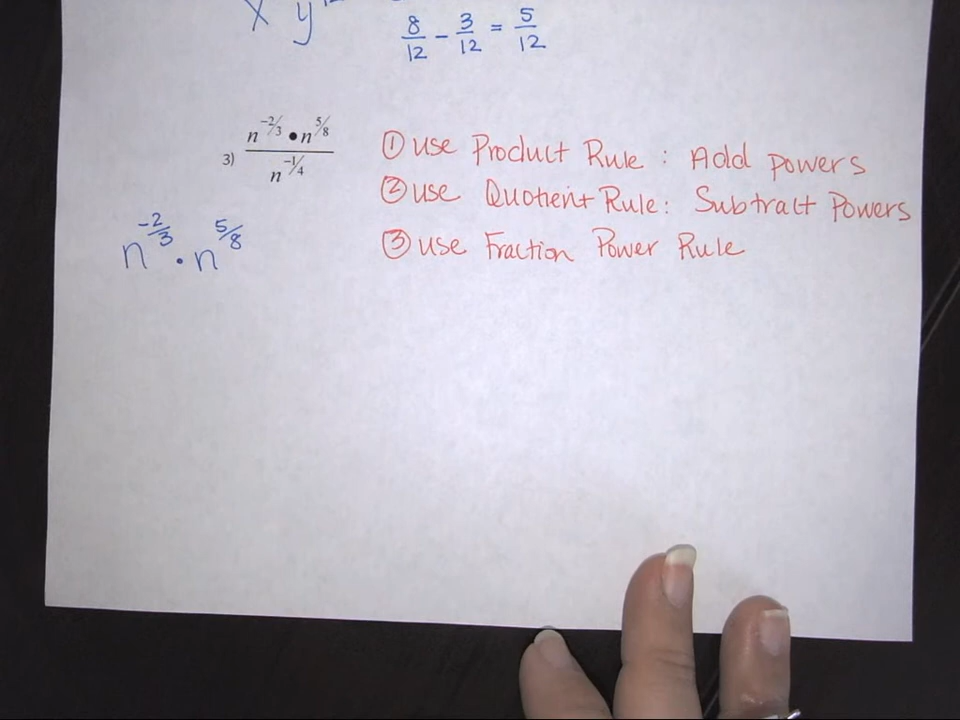 x y
8/12 - 3/12 = 5/12
3) n^-2/3 • n^5/8 / n^-1/4
① use Product Rule: Add powers
② use Quotient Rule: Subtract Powers
③ use Fraction Power Rule
n^-2/3 • n^5/8